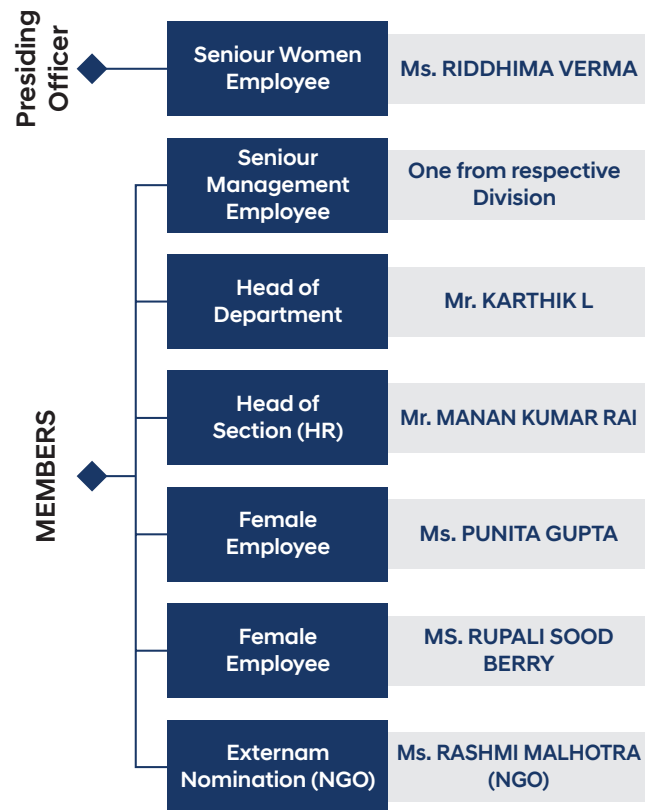 Presiding
Officer
Seniour Women
Employee
Ms. RIDDHIMA VERMA
MEMBERS
Seniour
Management
Employee
One from respective
Division
Head of
Department
Mr. KARTHIK L
Head of
Section (HR)
Mr. MANAN KUMAR RAI
Female
Employee
Ms. PUNITA GUPTA
Female
Employee
MS. RUPALI SOOD
BERRY
Externam
Nomination (NGO)
Ms. RASHMI MALHOTRA
(NGO)